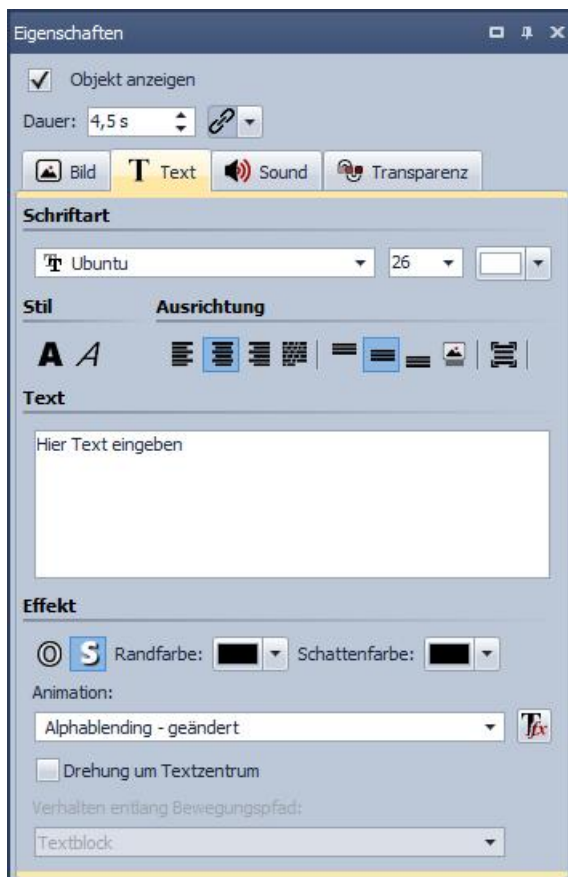 Eigenschaften
Objekt anzeigen
Dauer: 4,5 s
Bild Text Sound Transparenz
Schriftart
Ubuntu 26
Stil Ausrichtung
A A
Text
Hier Text eingeben
Effekt
O S Randfarbe: Schattenfarbe:
Animation:
Alphablending - geändert Tfx
Drehung um Textzentrum
Verhalten entlang Bewegungspfad:
Textblock